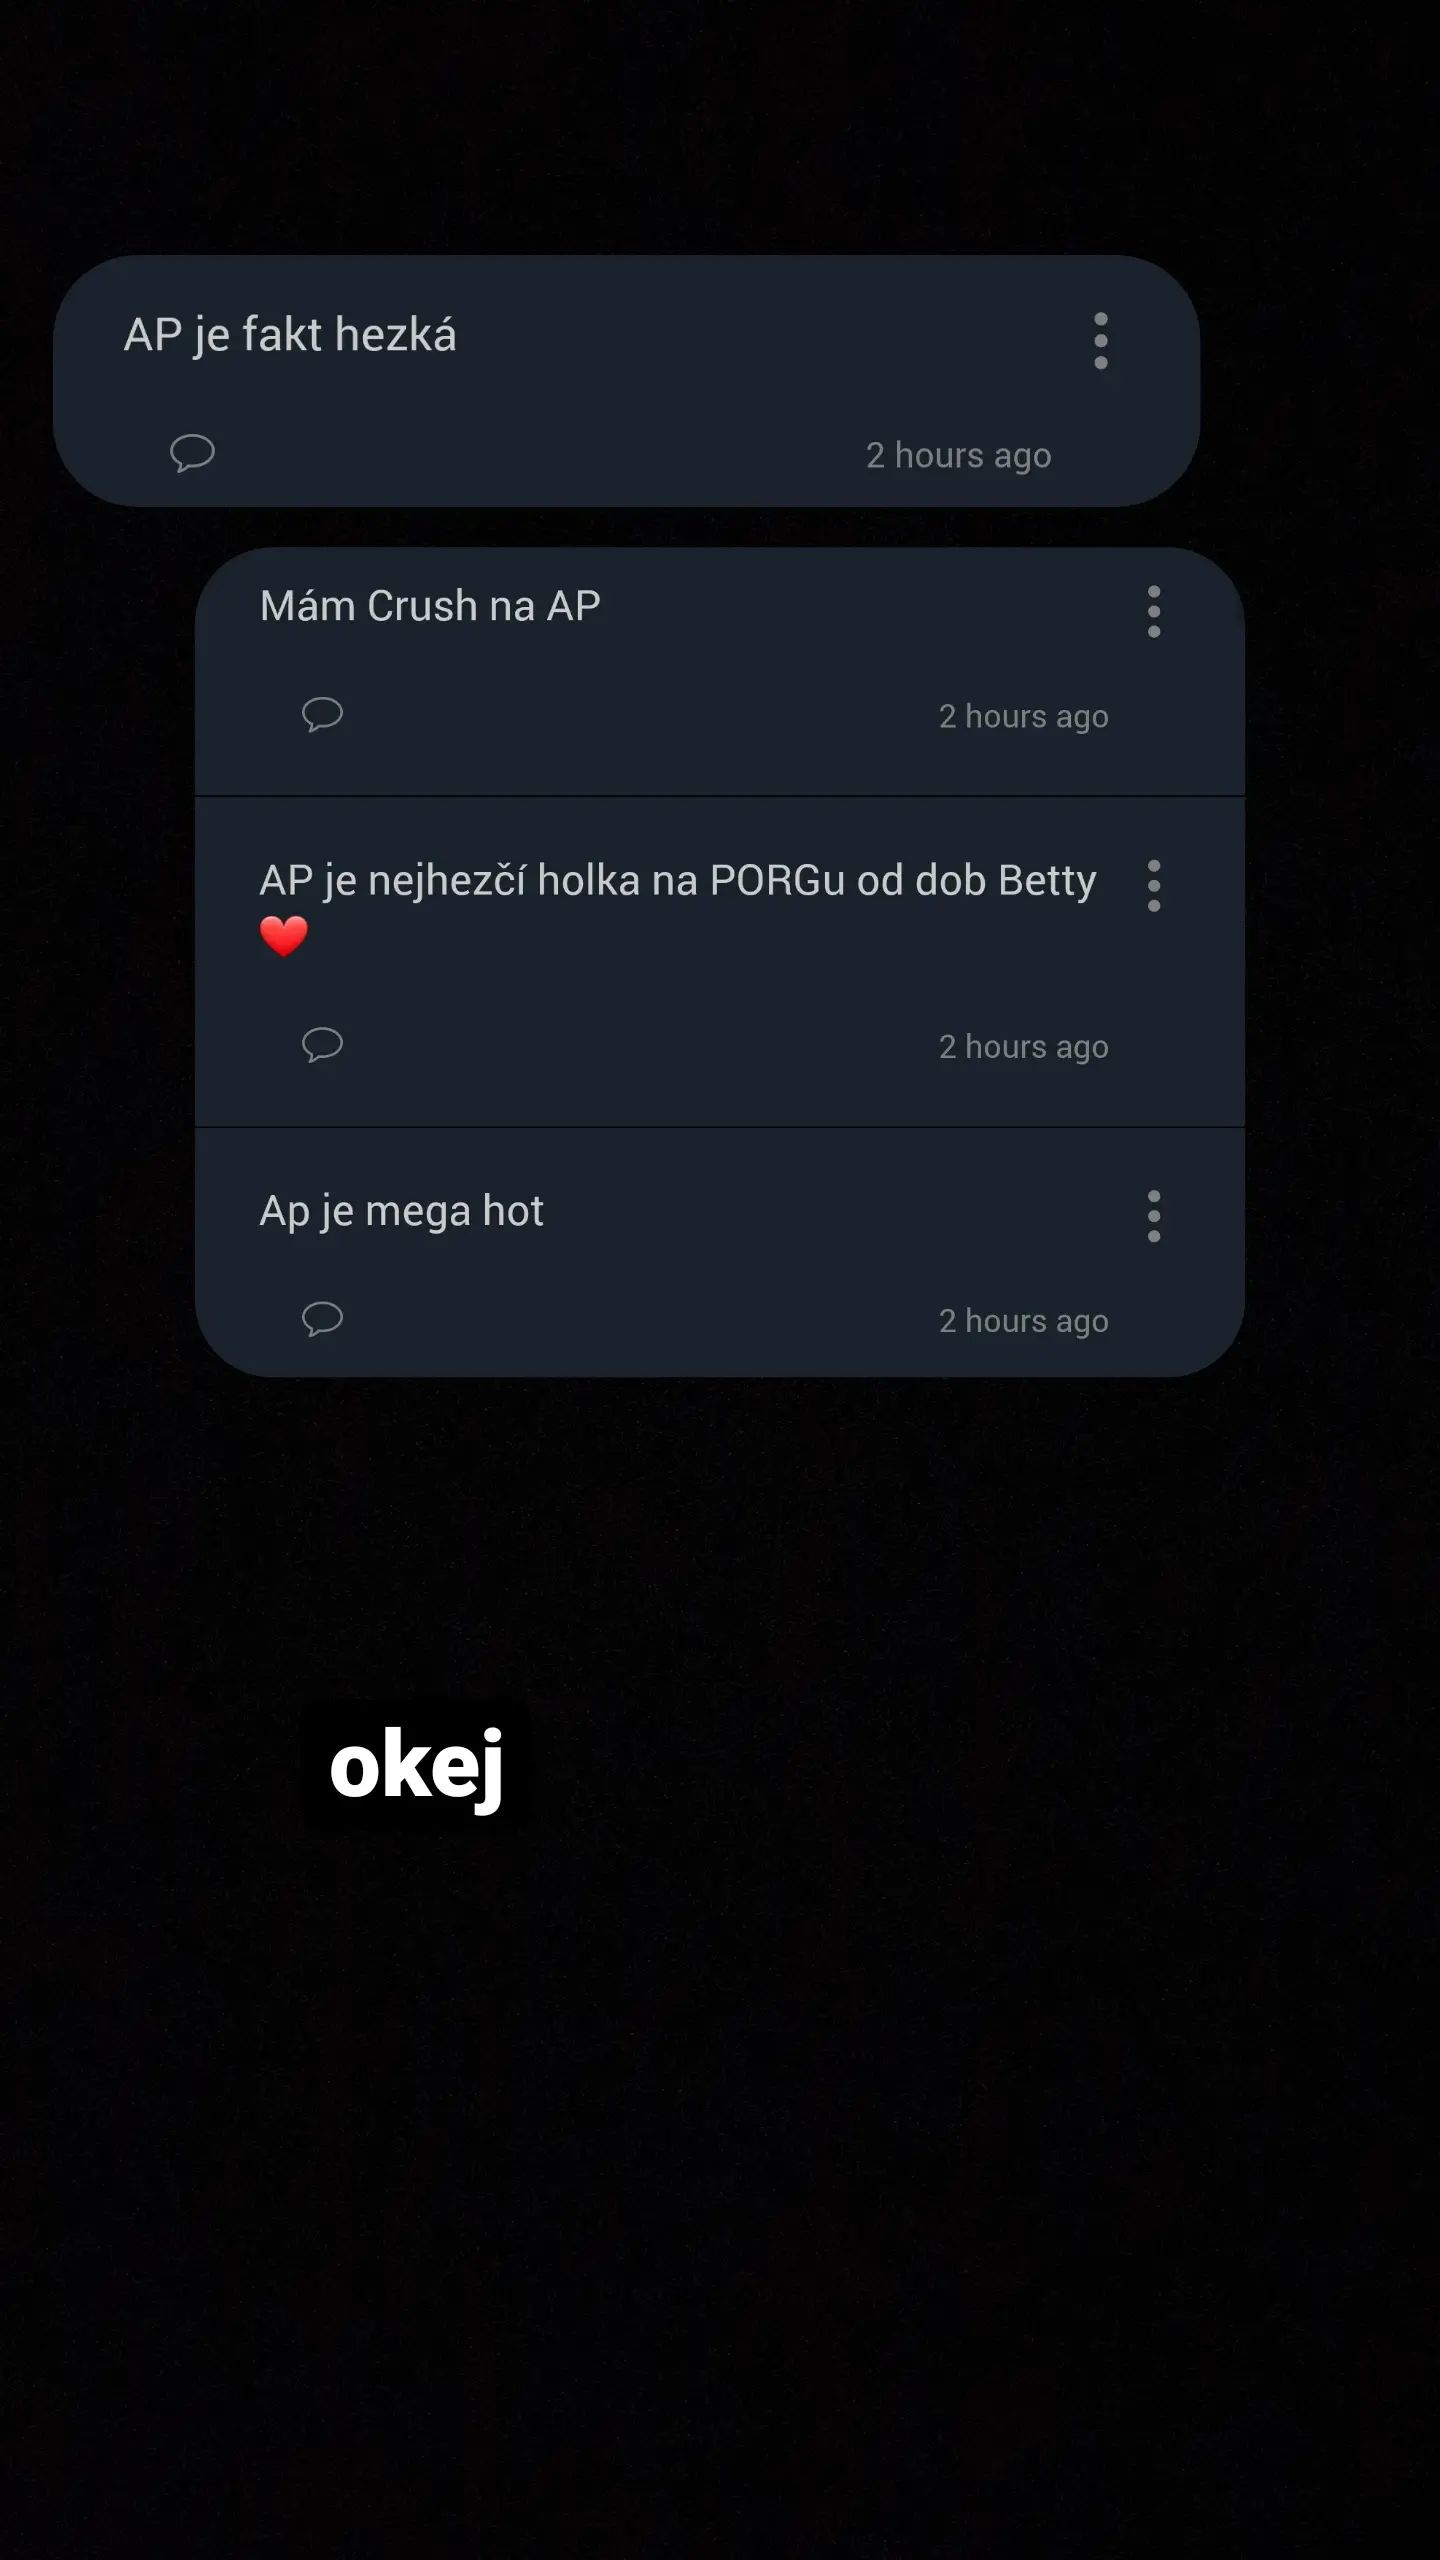 AP je fakt hezká
2 hours ago
Mám Crush na AP
2 hours ago
AP je nejhezčí holka na PORGu od dob Betty
❤️
2 hours ago
Ap je mega hot
2 hours ago
okej